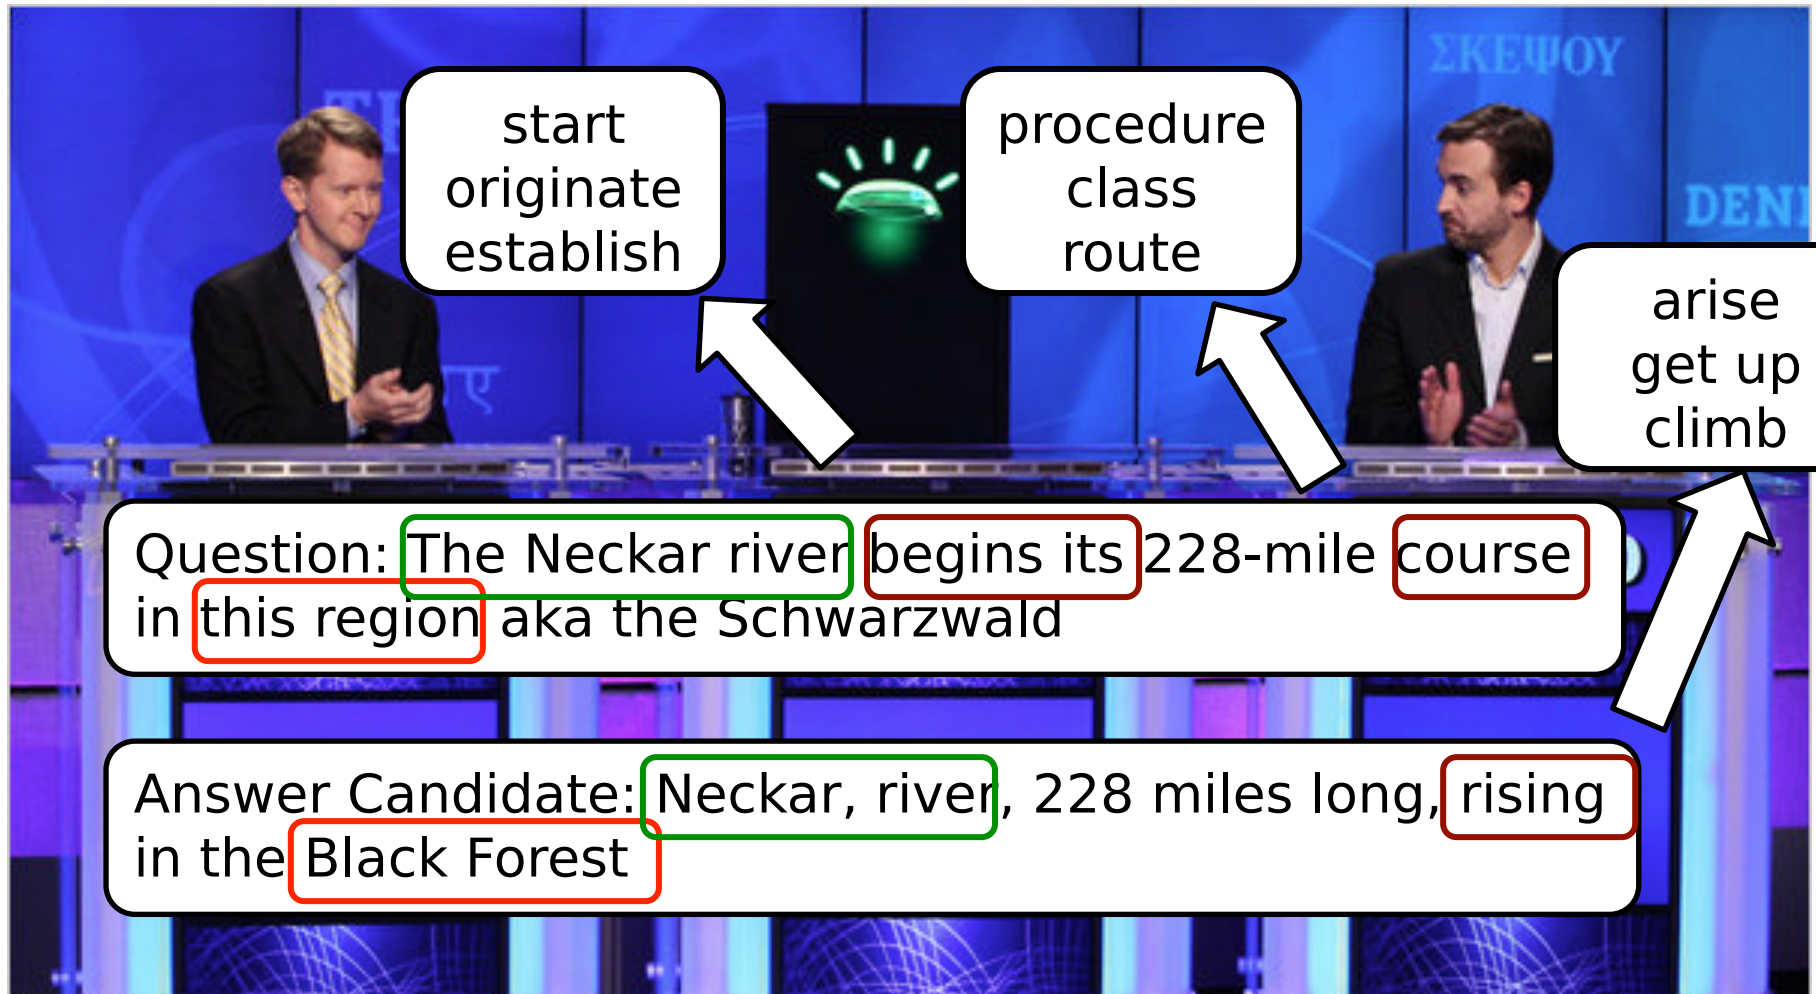 ΣΚΕΨΟΥ
start
originate
establish
procedure
class
route
arise
get up
climb
Question: The Neckar river begins its 228-mile course
in this region aka the Schwarzwald
Answer Candidate: Neckar, river, 228 miles long, rising
in the Black Forest